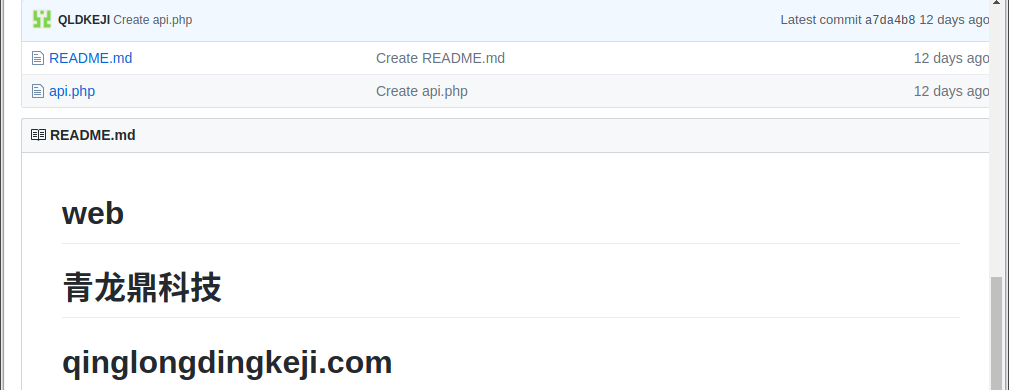 QLDKEJI Create api.php Latest commit a7da4b8 12 days ago
README.md Create README.md 12 days ago
api.php Create api.php 12 days ago
README.md
web
青龙鼎科技
qinglongdingkeji.com